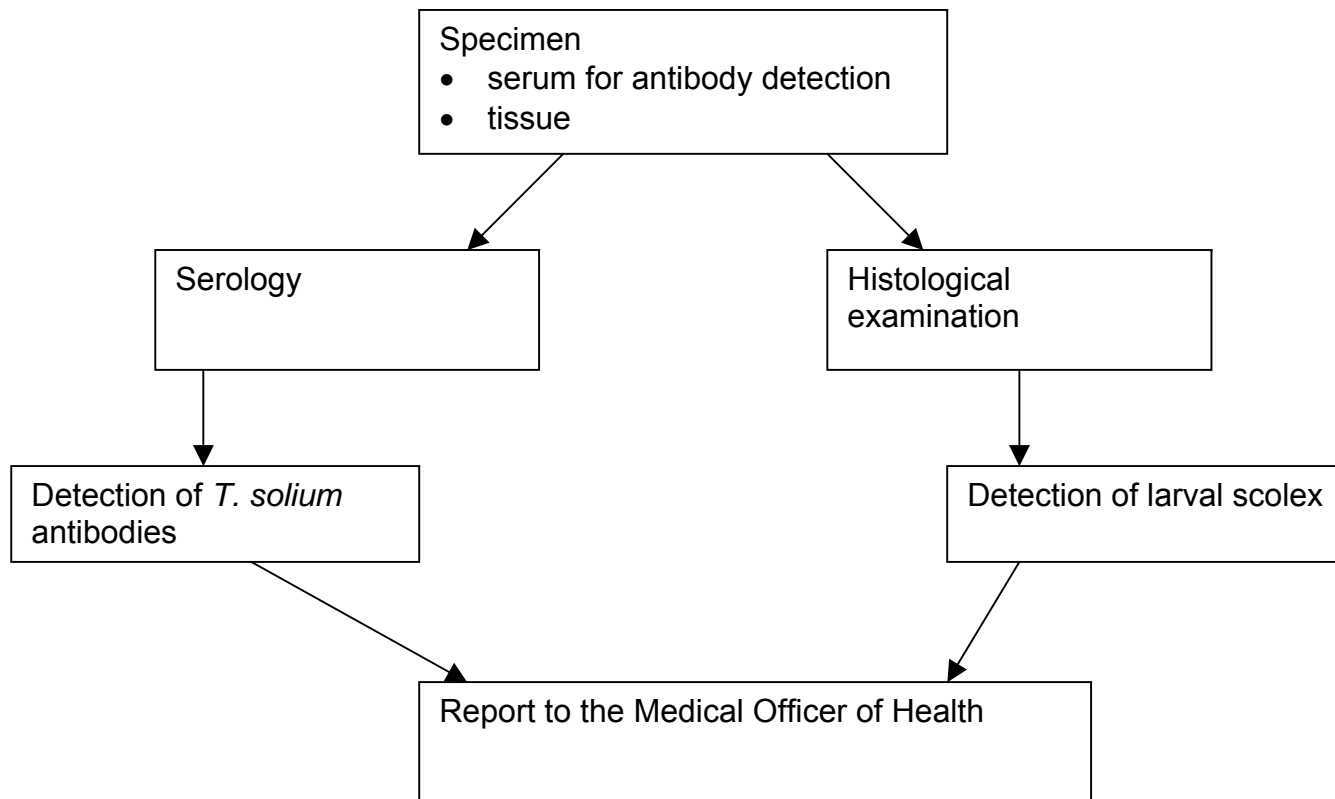 Specimen
• serum for antibody detection
• tissue
Serology
Histological
examination
Detection of T. solium
antibodies
Detection of larval scolex
Report to the Medical Officer of Health